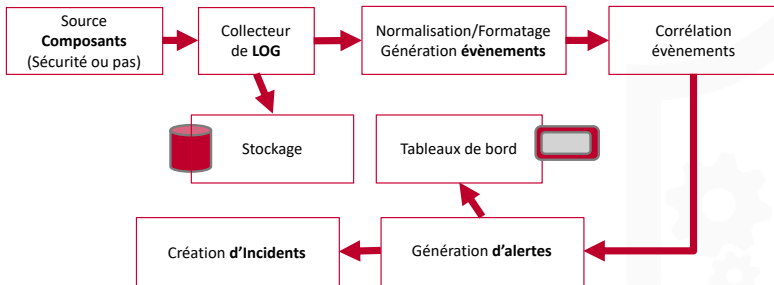 Source
Composants
(Sécurité ou pas)
Collecteur
de LOG
Normalisation/Formatage
Génération évènements
Corrélation
évènements
Stockage
Tableaux de bord
Création d’Incidents
Génération d’alertes